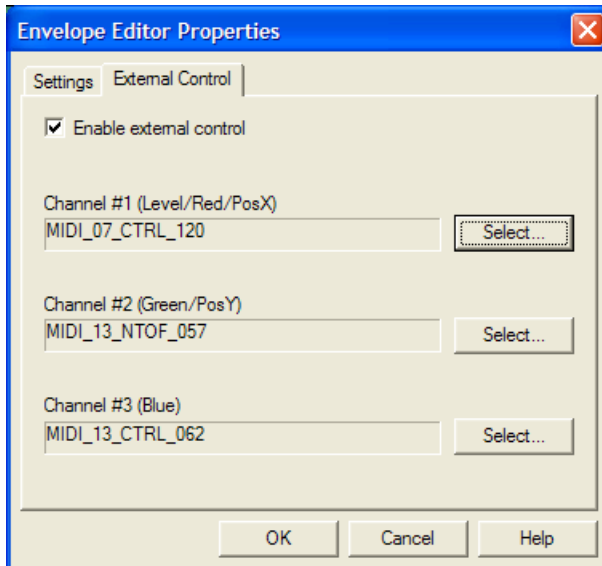 Envelope Editor Properties
Settings External Control
Enable external control
Channel #1 (Level/Red/PosX)
MIDI_07_CTRL_120 Select...
Channel #2 (Green/PosY)
MIDI_13_NTOF_057 Select...
Channel #3 (Blue)
MIDI_13_CTRL_062 Select...
OK Cancel Help